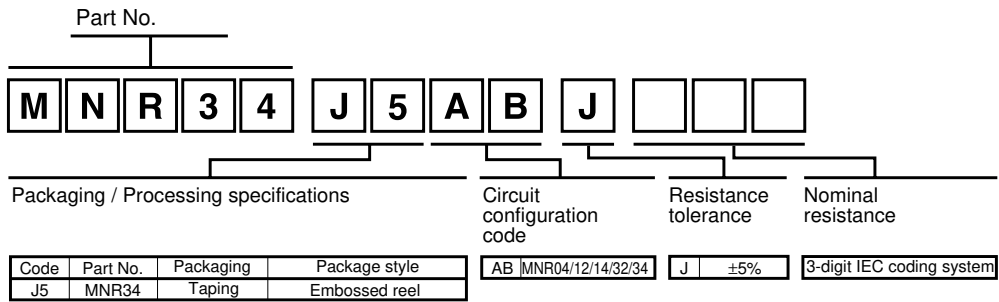 Part No.
M N R 3 4 J 5 A B J
Packaging / Processing specifications
Circuit
configuration
code
Resistance
tolerance
Nominal
resistance
Code Part No. Packaging Package style
J5 MNR34 Taping Embossed reel
AB MNR04/12/14/32/34
J ±5%
3-digit IEC coding system